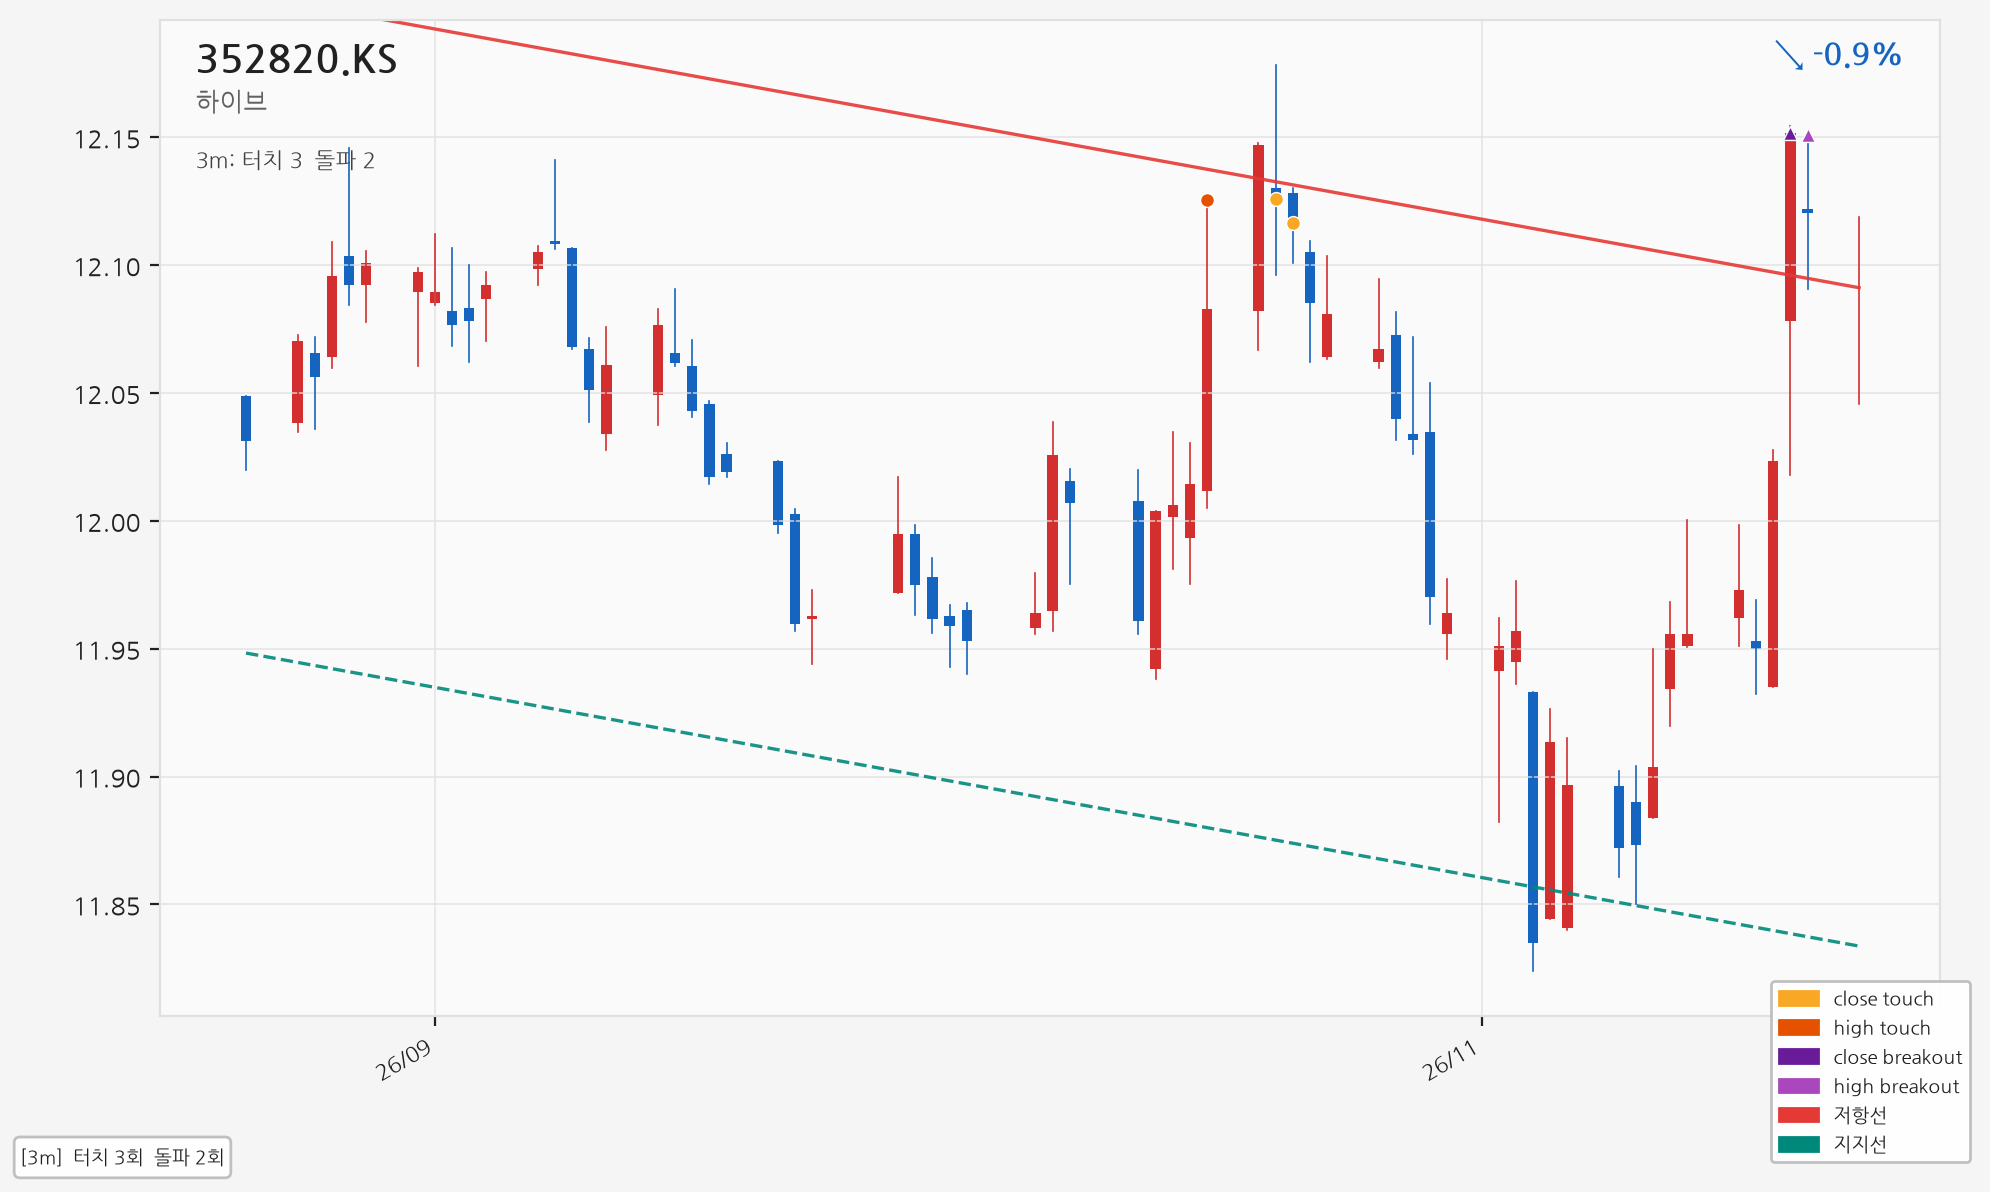 352820.KS
하이브
3m: 터치 3  돌파 2
-0.9%
12.15
12.10
12.05
12.00
11.95
11.90
11.85
26/09
26/11
close touch
high touch
close breakout
high breakout
저항선
지지선
[3m]  터치 3회  돌파 2회